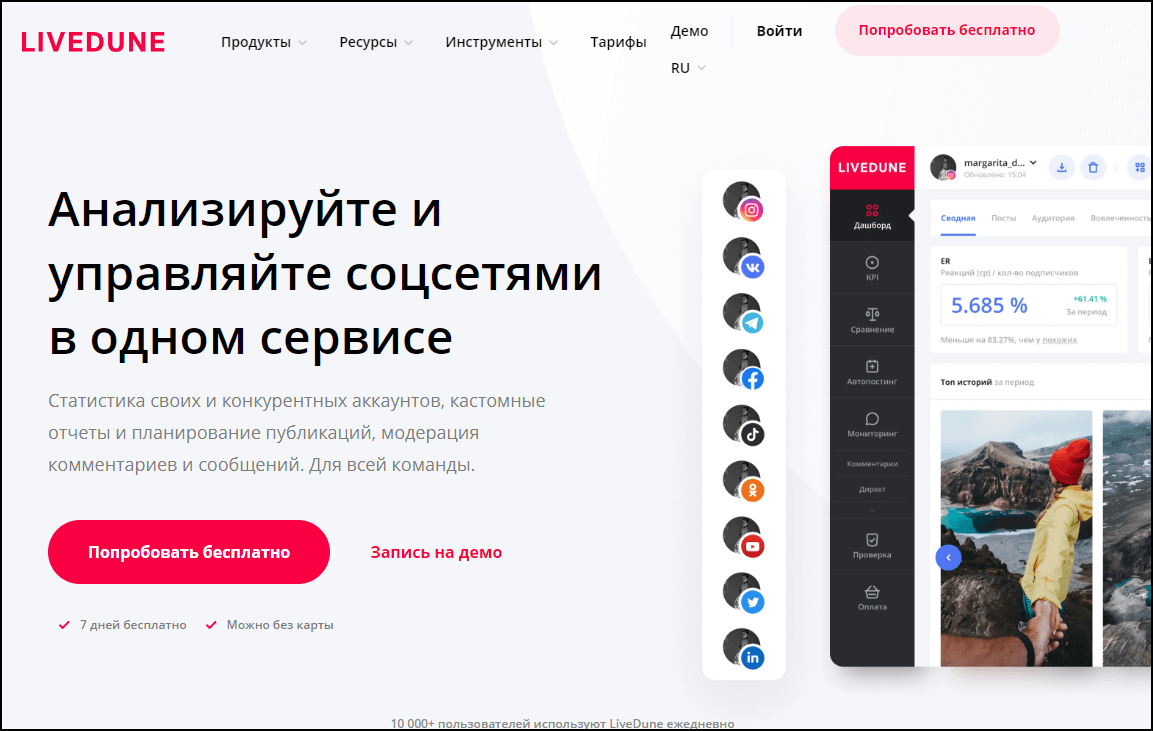 LIVEDUNE
Продукты
Ресурсы
Инструменты
Тарифы
Демо
Войти
Попробовать бесплатно
RU
Анализируйте и
управляйте соцсетями
в одном сервисе
Статистика своих и конкурентных аккаунтов, кастомные
отчеты и планирование публикаций, модерация
комментариев и сообщений. Для всей команды.
Попробовать бесплатно
Запись на демо
7 дней бесплатно
Можно без карты
LIVEDUNE
Дашборд
KPI
Сравнение
Автопостинг
Мониторинг
Комментарии
Директ
Проверка
Оплата
margarita_d...
Обновлено: 15:04
Сводная
Посты
Аудитория
Вовлеченность
ER
Реакций (ср) / кол-во подписчиков
5.685 %
+61.41 %
За период
Меньше на 83.27%, чем у похожих
Топ историй за период
10 000+ пользователей используют LiveDune ежедневно